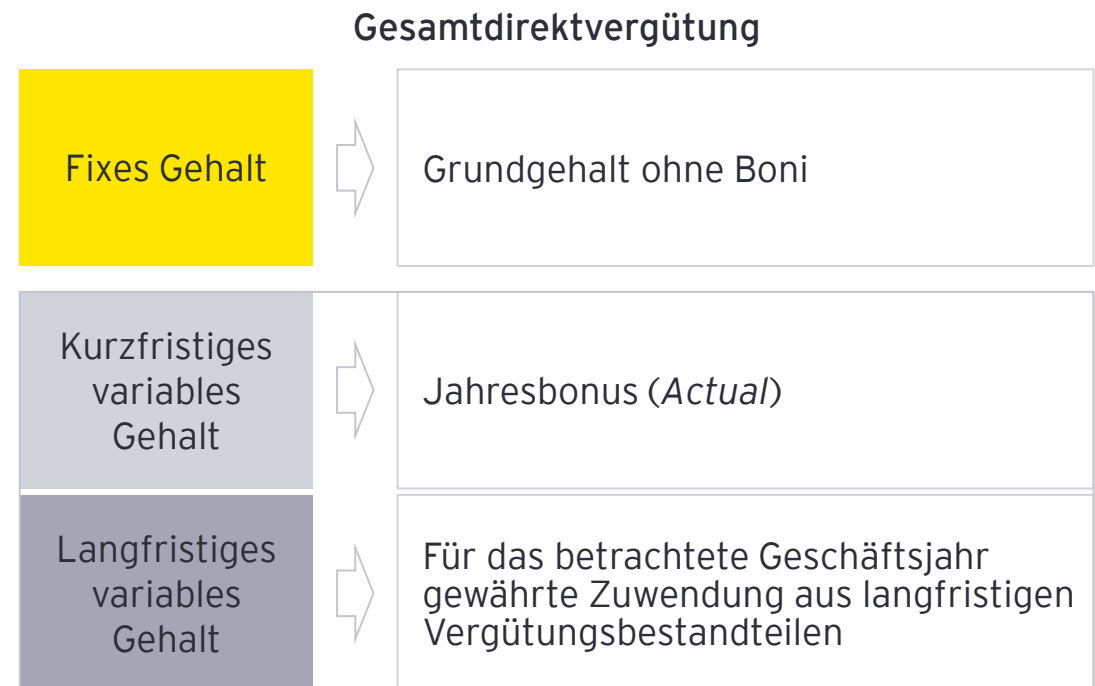 Gesamtdirektvergütung
Fixes Gehalt
Grundgehalt ohne Boni
Kurzfristiges
variables
Gehalt
Jahresbonus (Actual)
Langfristiges
variables
Gehalt
Für das betrachtete Geschäftsjahr
gewährte Zuwendung aus langfristigen
Vergütungsbestandteilen